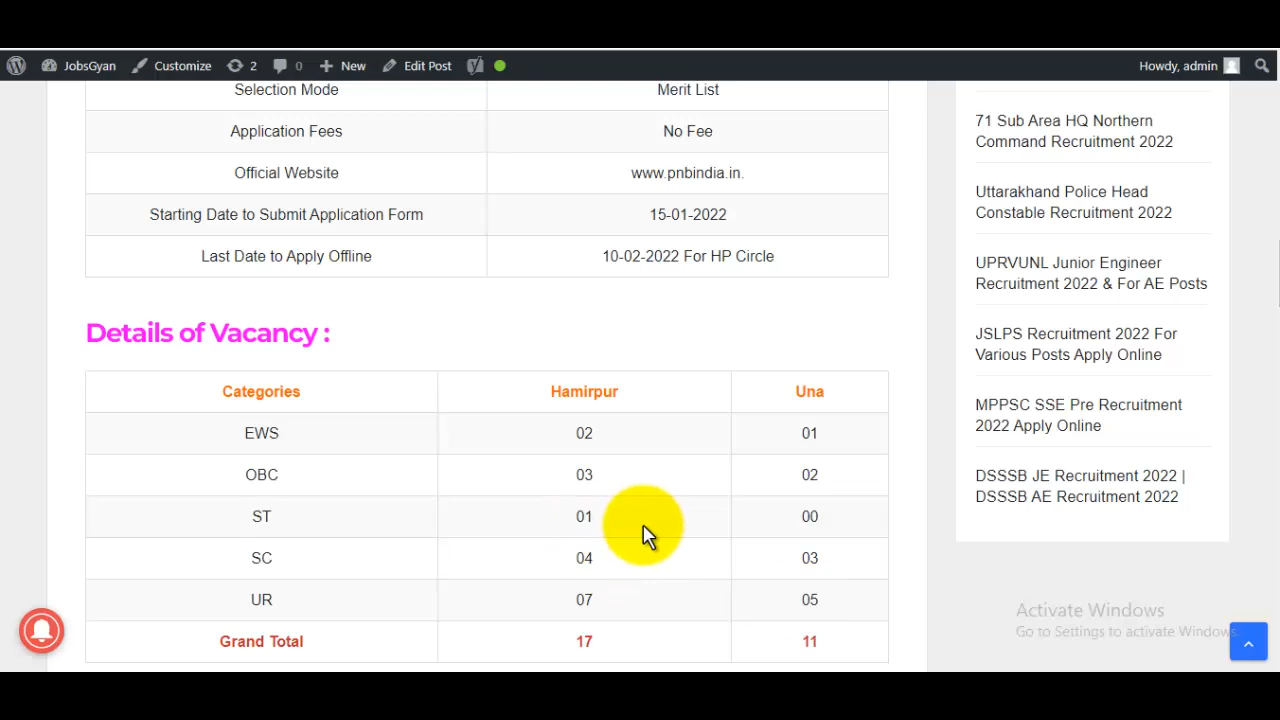 JobsGyan Customize 2 0 New Edit Post Howdy, admin
Selection Mode Merit List
Application Fees No Fee
Official Website www.pnbindia.in.
Starting Date to Submit Application Form 15-01-2022
Last Date to Apply Offline 10-02-2022 For HP Circle
Details of Vacancy :
Categories Hamirpur Una
EWS 02 01
OBC 03 02
ST 01 00
SC 04 03
UR 07 05
Grand Total 17 11
71 Sub Area HQ Northern
Command Recruitment 2022
Uttarakhand Police Head
Constable Recruitment 2022
UPRVUNL Junior Engineer
Recruitment 2022 & For AE Posts
JSLPS Recruitment 2022 For
Various Posts Apply Online
MPPSC SSE Pre Recruitment
2022 Apply Online
DSSSB JE Recruitment 2022 |
DSSSB AE Recruitment 2022
Activate Windows
Go to Settings to activate Windows.